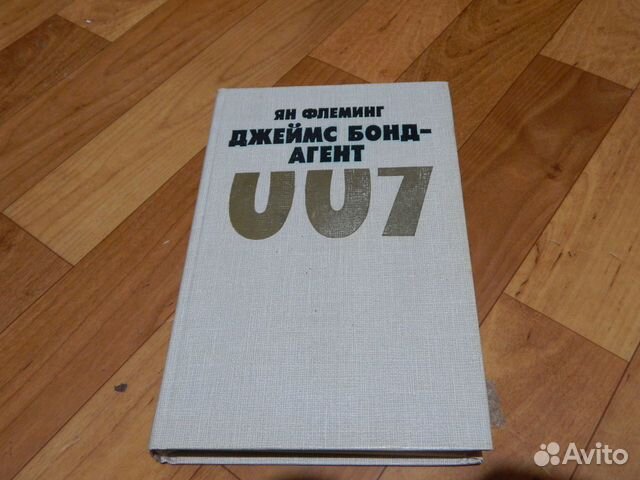 ЯН ФЛЕМИНГ
ДЖЕЙМС БОНД-
АГЕНТ
007
Avito